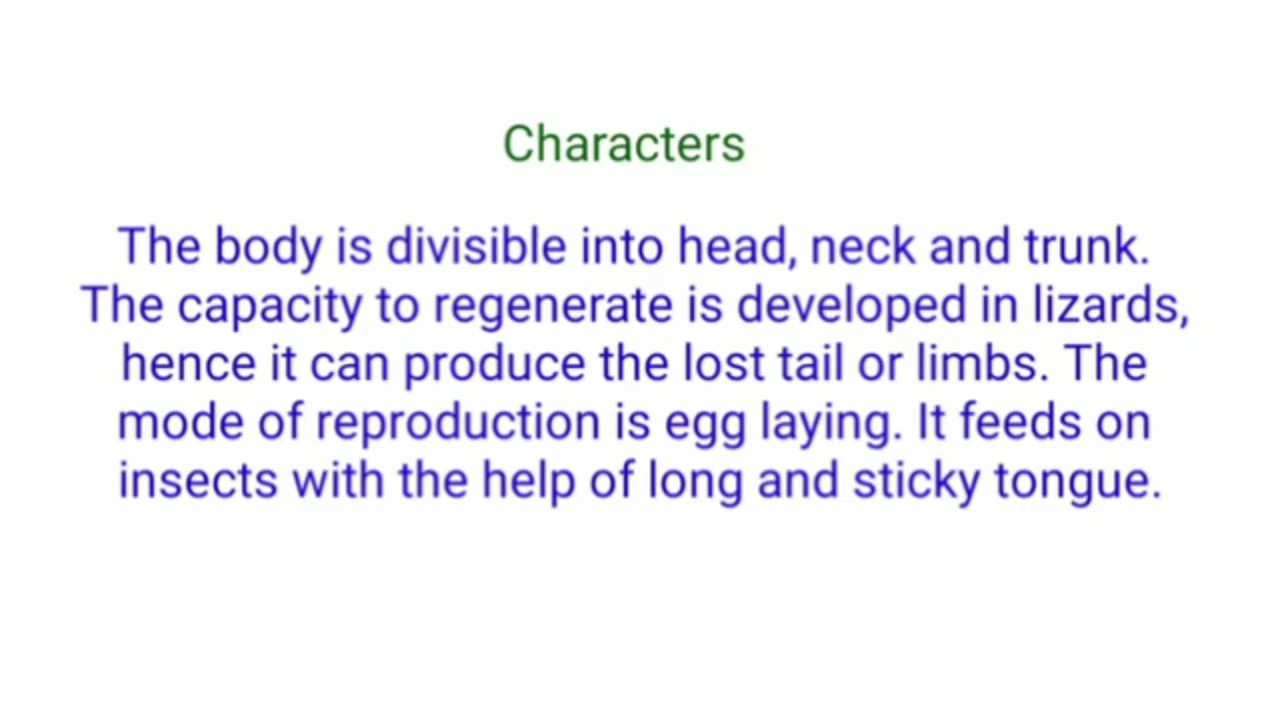 Characters
The body is divisible into head, neck and trunk.
The capacity to regenerate is developed in lizards,
hence it can produce the lost tail or limbs. The
mode of reproduction is egg laying. It feeds on
insects with the help of long and sticky tongue.